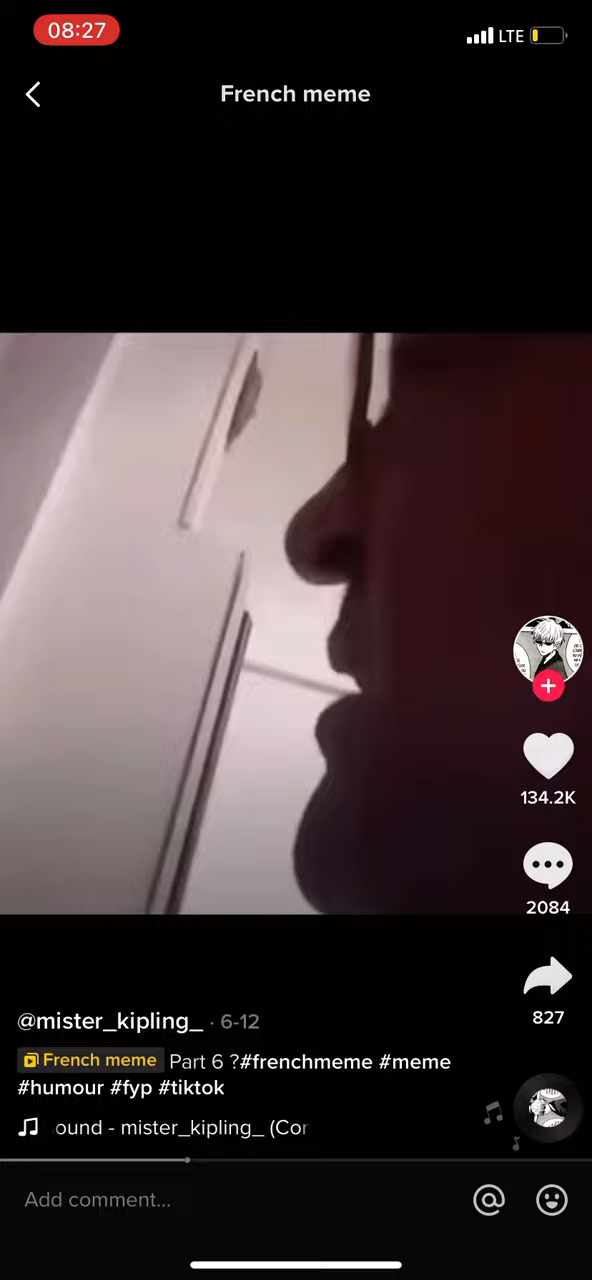 08:27
LTE
French meme
134.2K
2084
827
@mister_kipling_ · 6-12
French meme Part 6 ?#frenchmeme #meme
#humour #fyp #tiktok
ound - mister_kipling_ (Cor
Add comment...